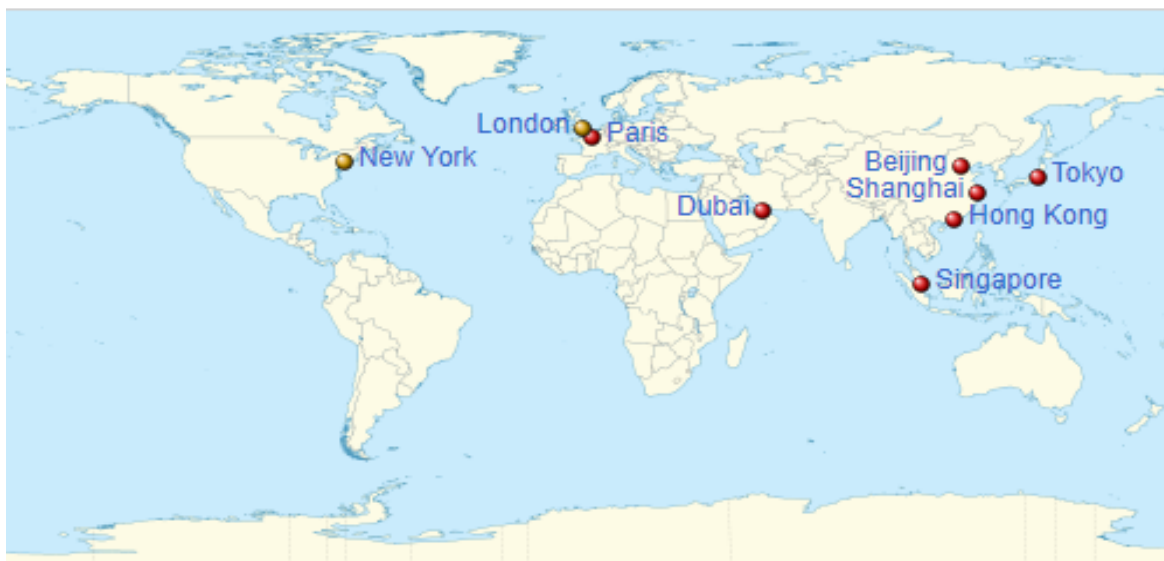 London
Paris
New York
Beijing
Tokyo
Shanghai
Dubai
Hong Kong
Singapore